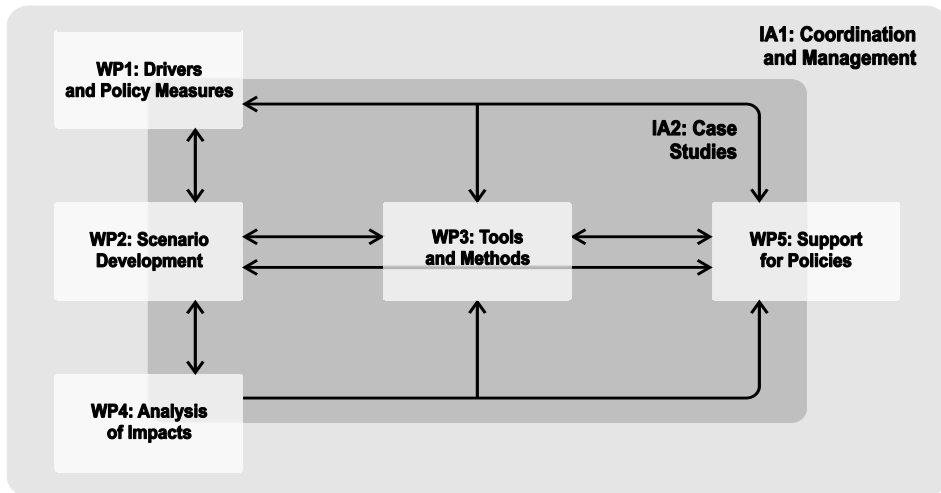 IA1: Coordination
and Management
WP1: Drivers
and Policy Measures
IA2: Case
Studies
WP2: Scenario
Development
WP3: Tools
and Methods
WP5: Support
for Policies
WP4: Analysis
of Impacts